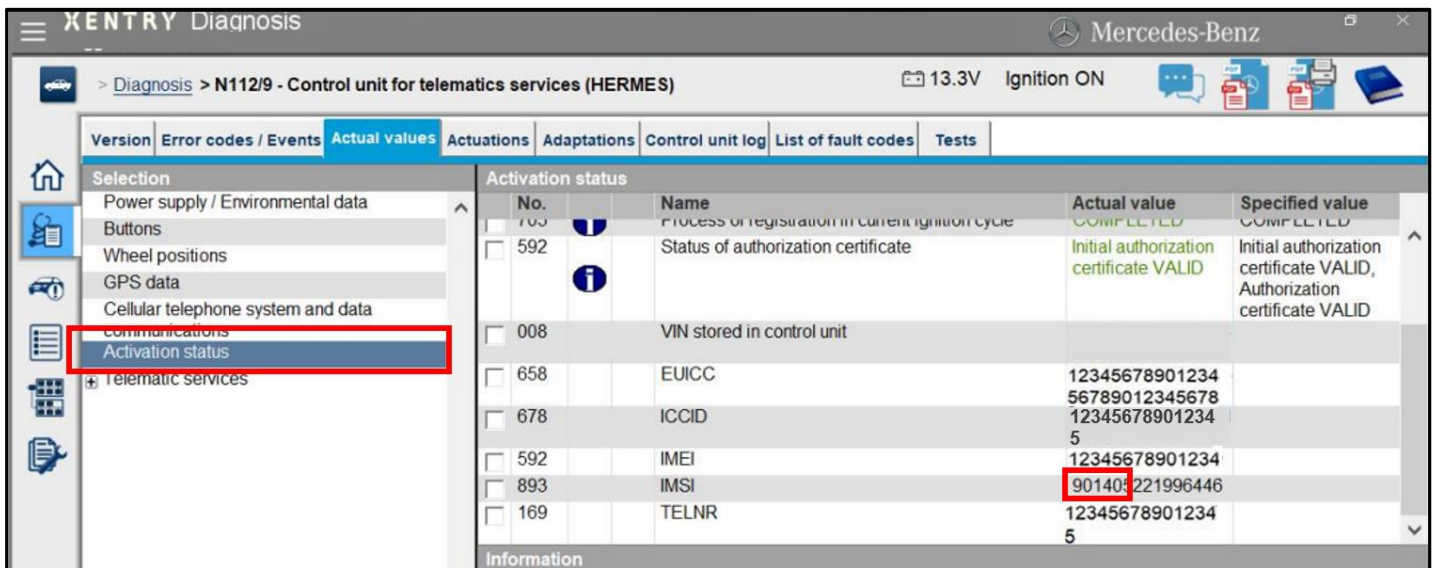 XENTRY Diagnosis
Mercedes-Benz
> Diagnosis > N112/9 - Control unit for telematics services (HERMES)
13.3V Ignition ON
Version Error codes / Events Actual values Actuations Adaptations Control unit log List of fault codes Tests
Selection
Power supply / Environmental data
Buttons
Wheel positions
GPS data
Cellular telephone system and data
communications
Activation status
Telematic services
Activation status
No. Name Actual value Specified value
705 Process of registration in current ignition cycle COMPLETED COMPLETED
592 Status of authorization certificate Initial authorization Initial authorization
certificate VALID certificate VALID,
Authorization
certificate VALID
008 VIN stored in control unit
658 EUICC 12345678901234
56789012345678
678 ICCID 12345678901234
5
592 IMEI 12345678901234
893 IMSI 901405221996446
169 TELNR 12345678901234
5
Information